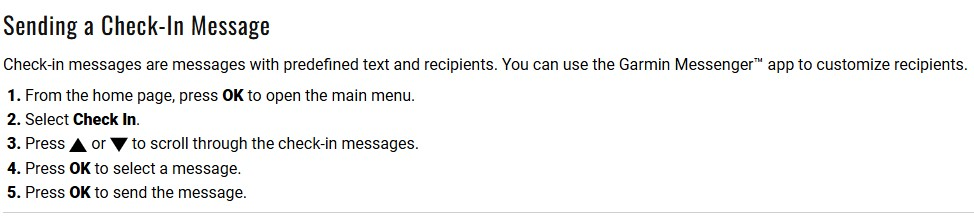 Sending a Check-In Message
Check-in messages are messages with predefined text and recipients. You can use the Garmin Messenger™ app to customize recipients.
1. From the home page, press OK to open the main menu.
2. Select Check In.
3. Press ▲ or ▼ to scroll through the check-in messages.
4. Press OK to select a message.
5. Press OK to send the message.